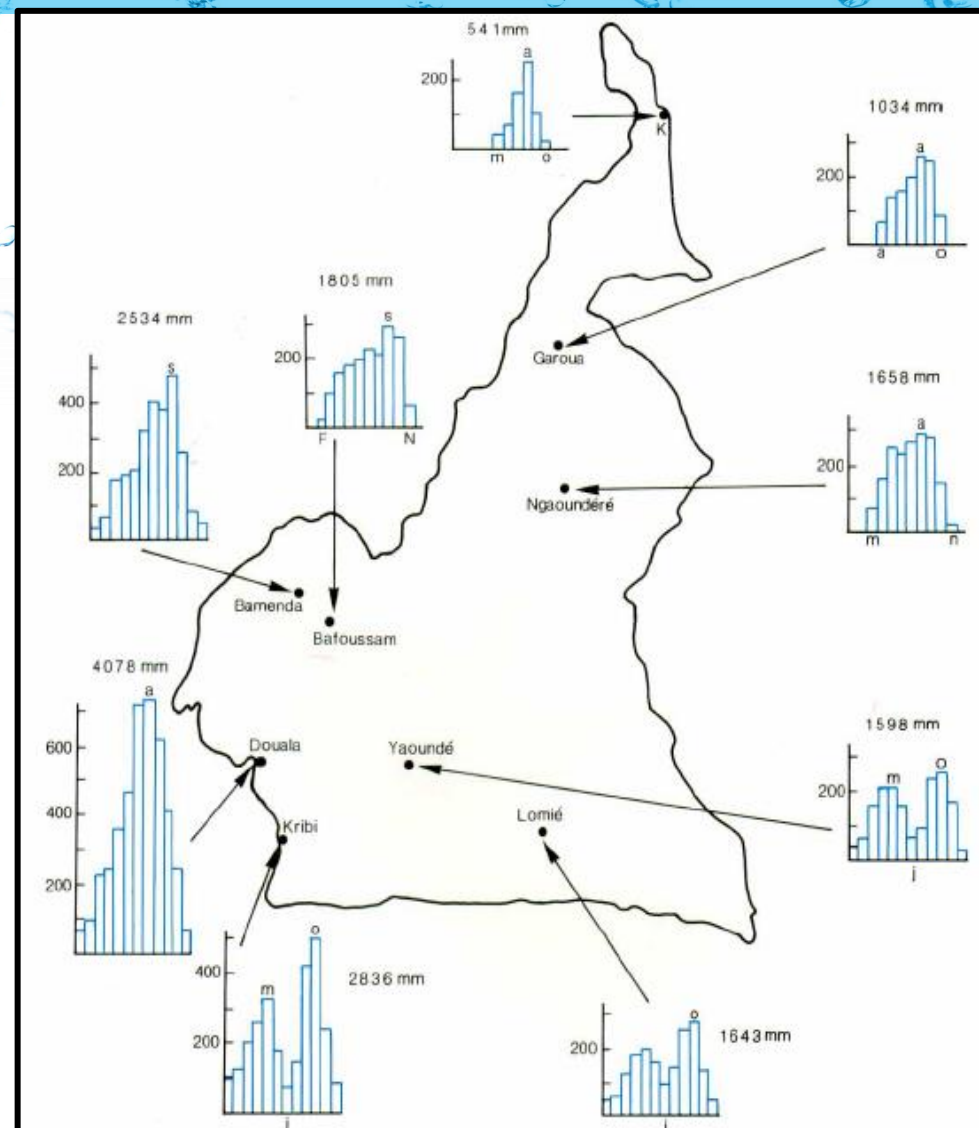 541mm
a
200
m o
K
1034 mm
a
200
a o
1805 mm
s
200
F N
2534 mm
s
400
200
Garoua
1658 mm
a
200
m n
Ngaoundéré
Bamenda
Bafoussam
4078 mm
a
600
400
200
Douala
Yaoundé
1598 mm
m o
200
j
Kribi
Lomié
o
m
400
200
2836 mm
o
200
1643mm